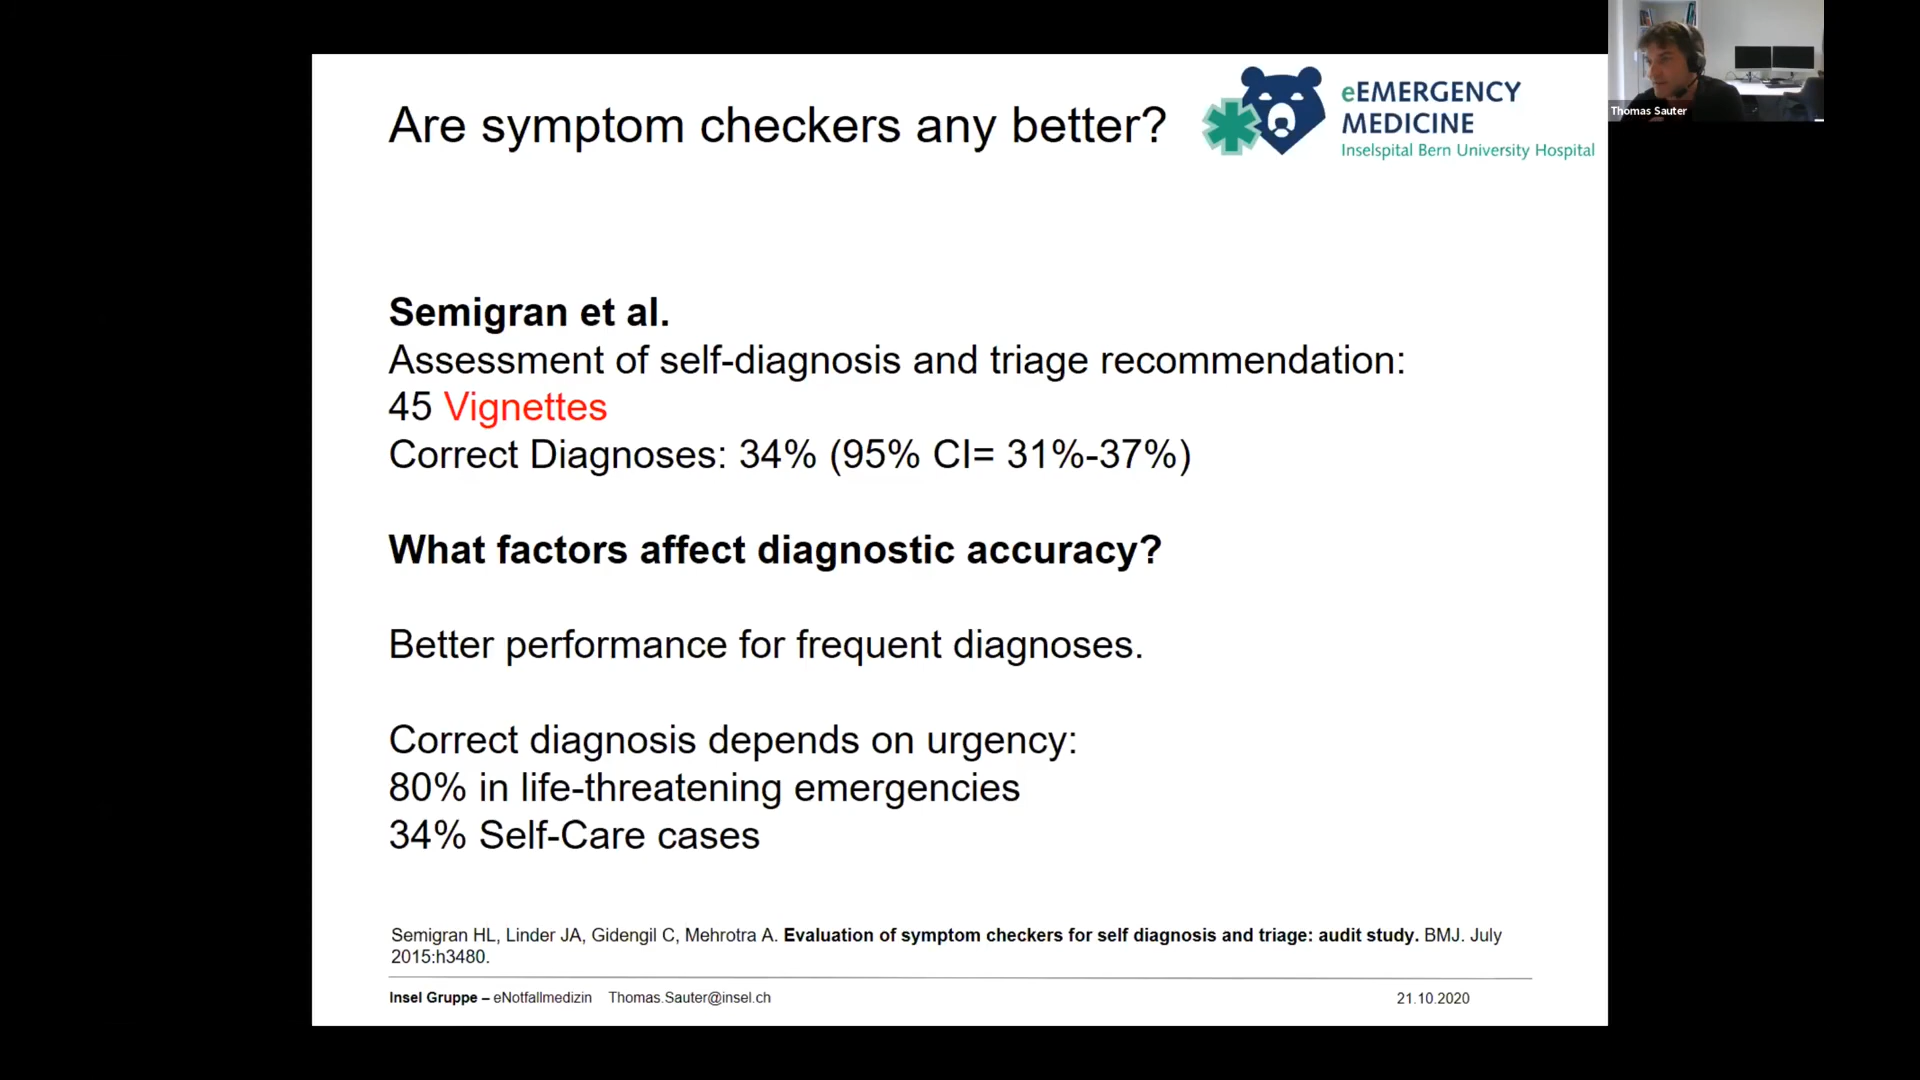 Are symptom checkers any better?
eEMERGENCY
MEDICINE
Inselspital Bern University Hospital
Thomas Sauter
Semigran et al.
Assessment of self-diagnosis and triage recommendation:
45 Vignettes
Correct Diagnoses: 34% (95% CI= 31%-37%)
What factors affect diagnostic accuracy?
Better performance for frequent diagnoses.
Correct diagnosis depends on urgency:
80% in life-threatening emergencies
34% Self-Care cases
Semigran HL, Linder JA, Gidengil C, Mehrotra A. Evaluation of symptom checkers for self diagnosis and triage: audit study. BMJ. July
2015:h3480.
Insel Gruppe – eNotfallmedizin Thomas.Sauter@insel.ch 21.10.2020